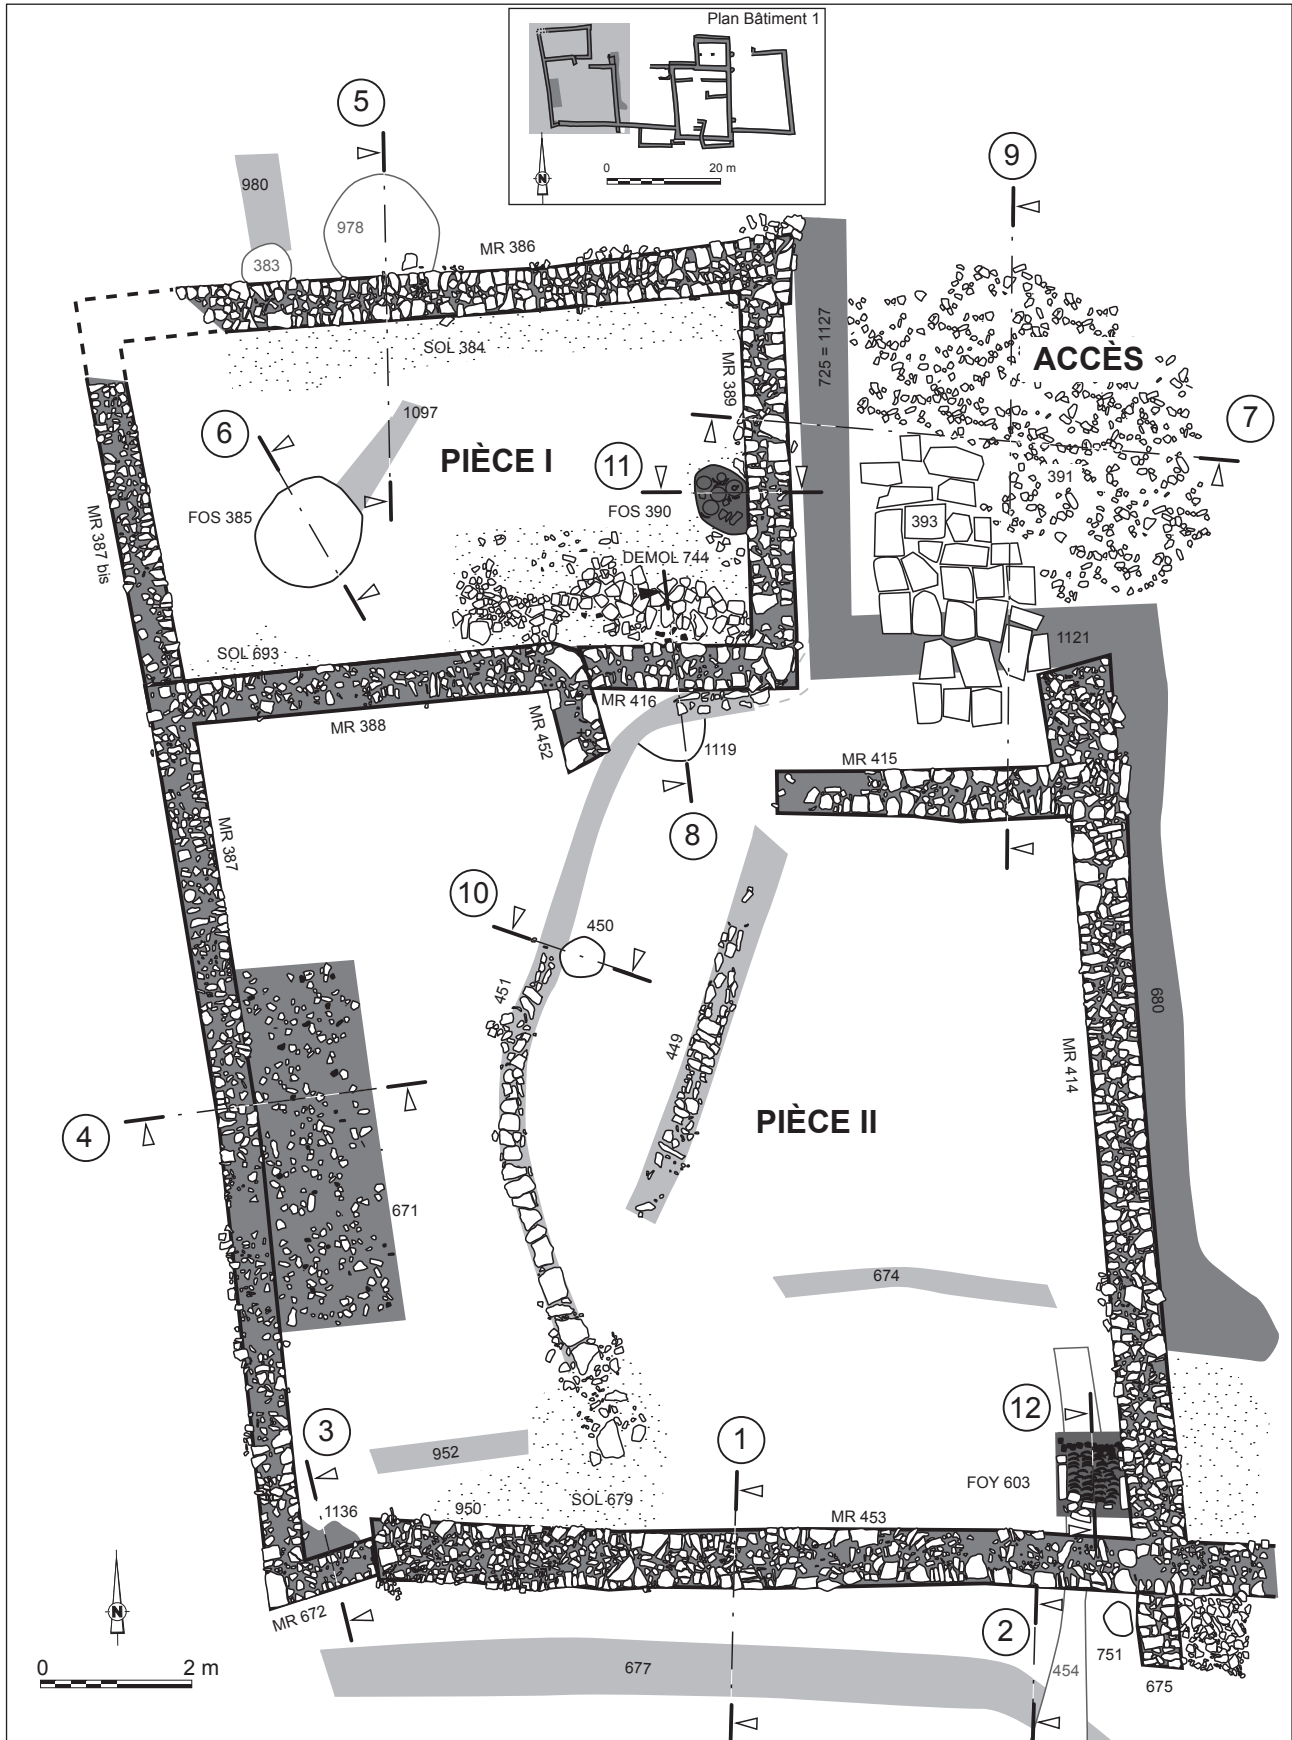 Plan Bâtiment 1
N
0 20 m
5
9
980
978
383
MR 386
SOL 384
MR 389
725 = 1127
ACCÈS
1097
6
PIÈCE I
11
7
391
FOS 385
FOS 390
393
MR 387 bis
DEMOL 744
SOL 693
1121
MR 416
MR 388
MR 452
1119
MR 415
8
MR 387
10
450
451
449
680
MR 414
4
PIÈCE II
671
674
3
12
1
952
FOY 603
1136
950
SOL 679
MR 453
N
MR 672
2
0 2 m
677
454
751
675